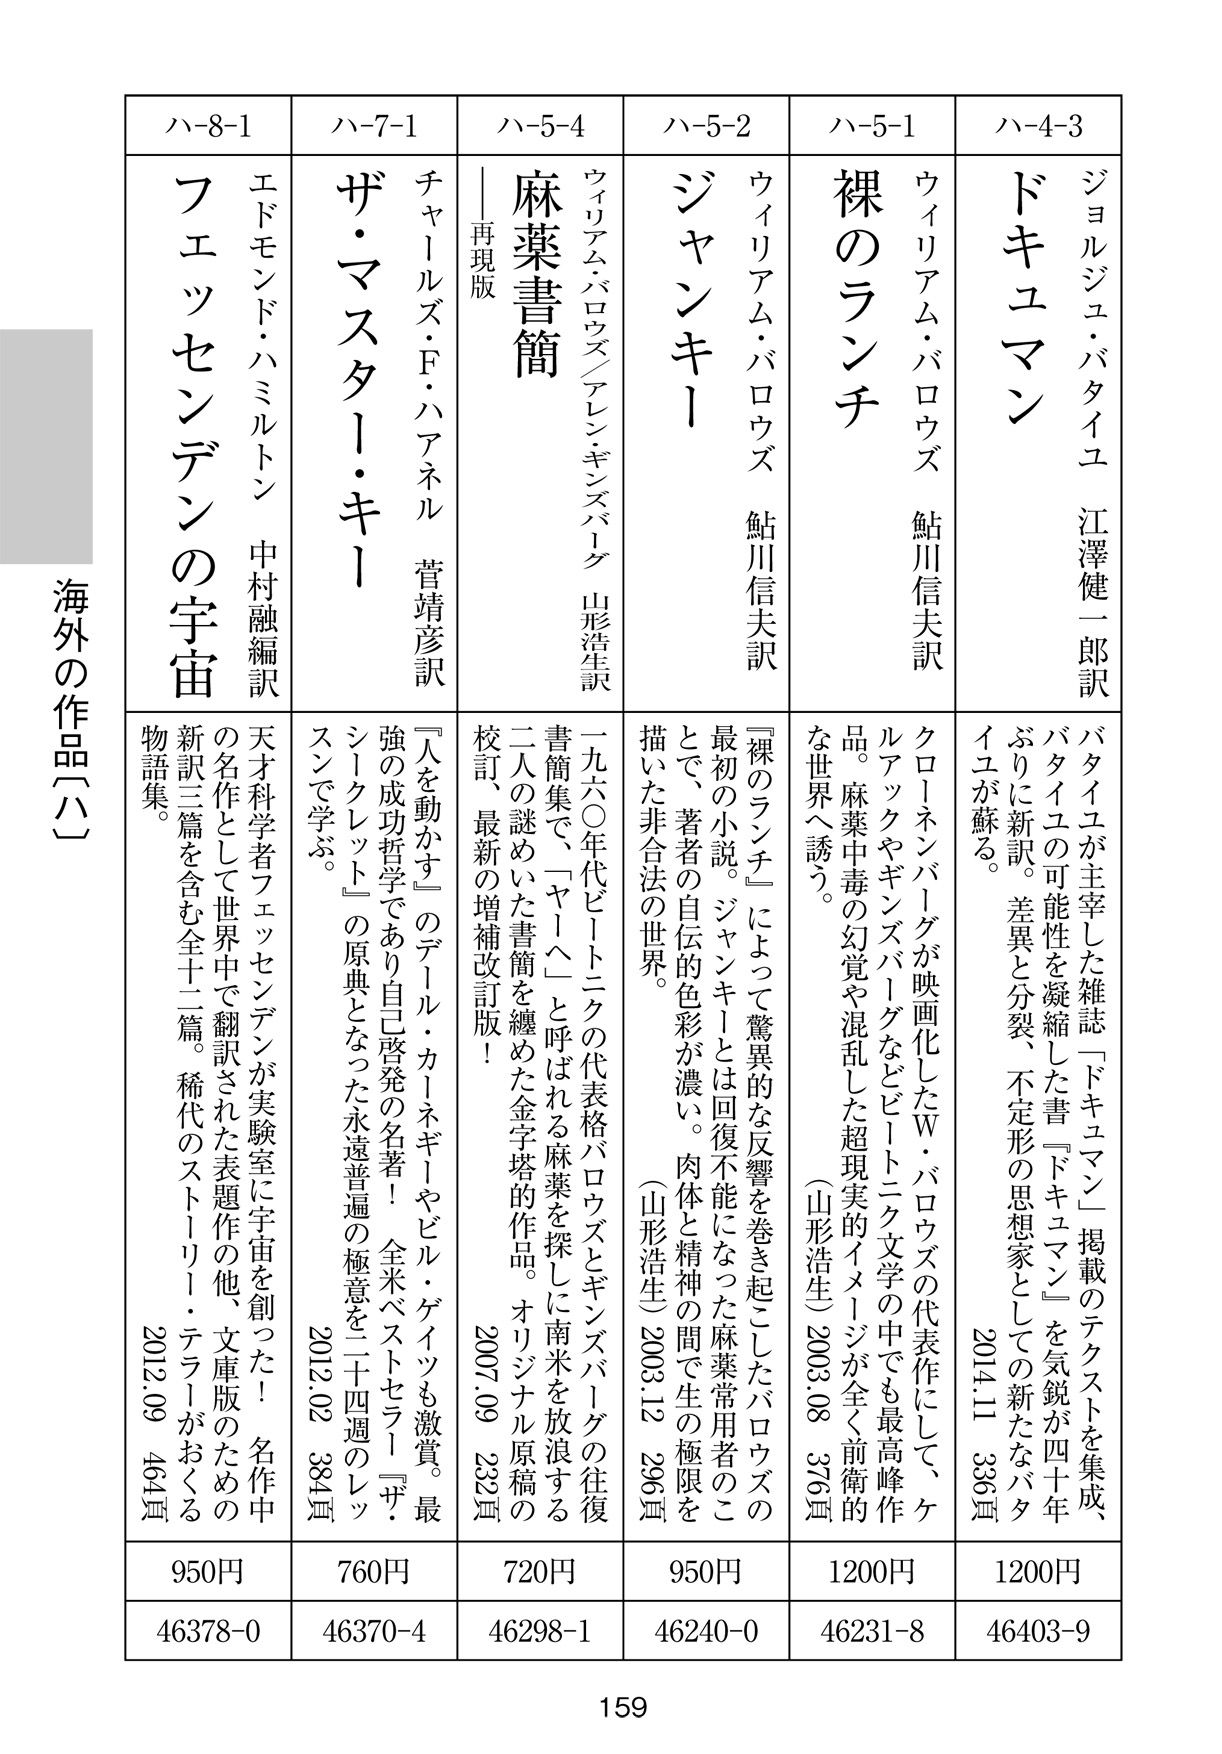 ハ-4-3
ジョルジュ・バタイユ　江澤健一郎訳
ドキュマン
バタイユが主宰した雑誌「ドキュマン」掲載のテクストを集成、
バタイユの可能性を凝縮した書『ドキュマン』を気鋭が四十年
ぶりに新訳。差異と分裂、不定形の思想家としての新たなバタ
イユが蘇る。　2014.11　336頁
1200円
46403-9
ハ-5-1
ウィリアム・バロウズ　鮎川信夫訳
裸のランチ
クローネンバーグが映画化したW・バロウズの代表作にして、ケ
ルアックやギンズバーグなどビートニク文学の中でも最高峰作
品。麻薬中毒の幻覚や混乱した超現実的イメージが全く前衛的
な世界へ誘う。　（山形浩生）2003.08　376頁
1200円
46231-8
ハ-5-2
ウィリアム・バロウズ　鮎川信夫訳
ジャンキー
『裸のランチ』によって驚異的な反響を巻き起こしたバロウズの
最初の小説。ジャンキーとは回復不能になった麻薬常用者のこ
とで、著者の自伝的色彩が濃い。肉体と精神の間で生の極限を
描いた非合法の世界。　（山形浩生）2003.12　296頁
950円
46240-0
ハ-5-4
ウィリアム・バロウズ／アレン・ギンズバーグ　山形浩生訳
麻薬書簡
――再現版
一九六〇年代ビートニクの代表格バロウズとギンズバーグの往復
書簡集で、「ヤーヘ」と呼ばれる麻薬を探しに南米を放浪する
二人の謎めいた書簡を纏めた金字塔的作品。オリジナル原稿の
校訂、最新の増補改訂版！　2007.09　232頁
720円
46298-1
ハ-7-1
チャールズ・F・ハアネル　菅靖彦訳
ザ・マスター・キー
『人を動かす』のデール・カーネギーやビル・ゲイツも激賞。最
強の成功哲学であり自己啓発の名著！　全米ベストセラー『ザ・
シークレット』の原典となった永遠普遍の極意を二十四週のレッ
スンで学ぶ。　2012.02　384頁
760円
46370-4
ハ-8-1
エドモンド・ハミルトン　中村融編訳
フェッセンデンの宇宙
天才科学者フェッセンデンが実験室に宇宙を創った！　名作中
の名作として世界中で翻訳された表題作の他、文庫版のための
新訳三篇を含む全十二篇。稀代のストーリー・テラーがおくる
物語集。　2012.09　464頁
950円
46378-0
海外の作品〔ハ〕
159